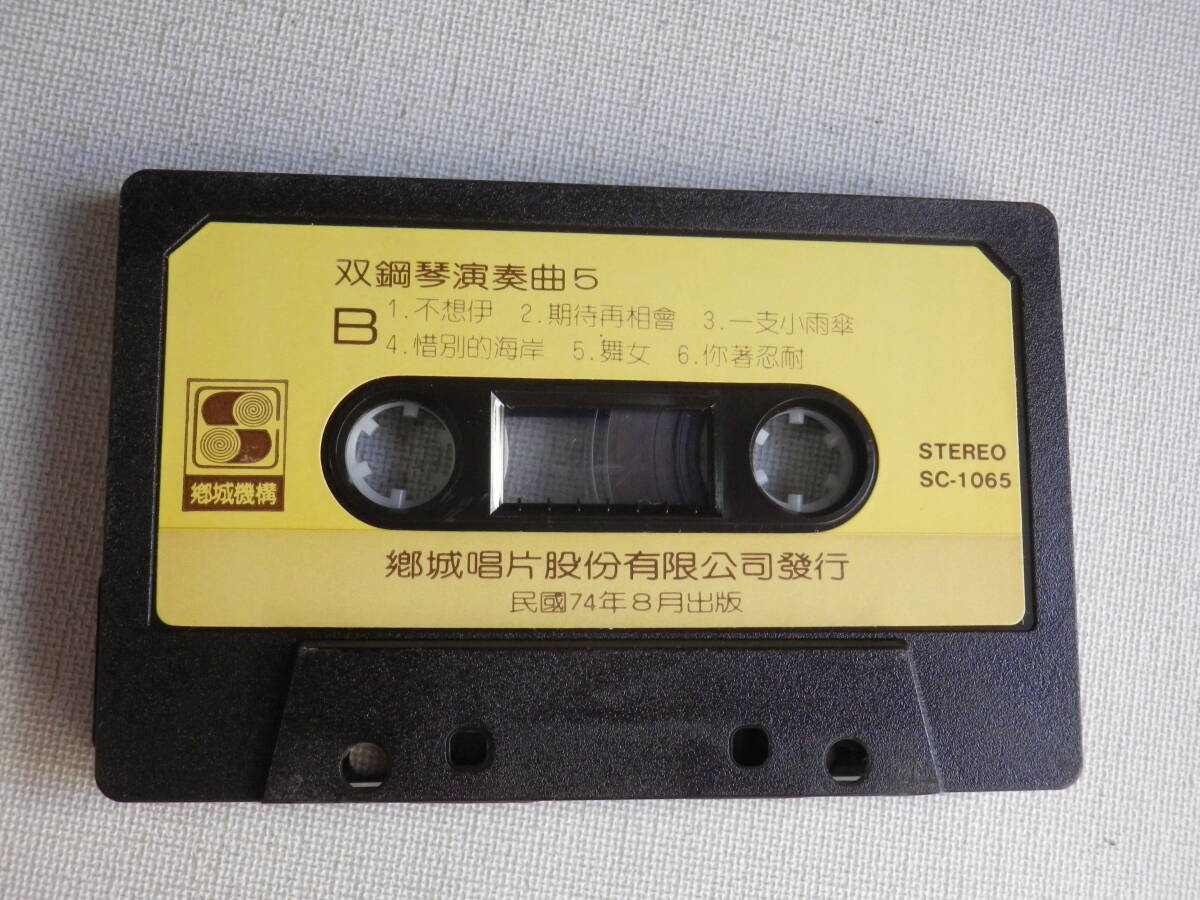 双鋼琴演奏曲5
B
1.不想伊 2.期待再相會 3.一支小雨傘
4.惜別的海岸 5.舞女 6.你著忍耐
鄉城機構
STEREO
SC-1065
鄉城唱片股份有限公司發行
民國74年8月出版